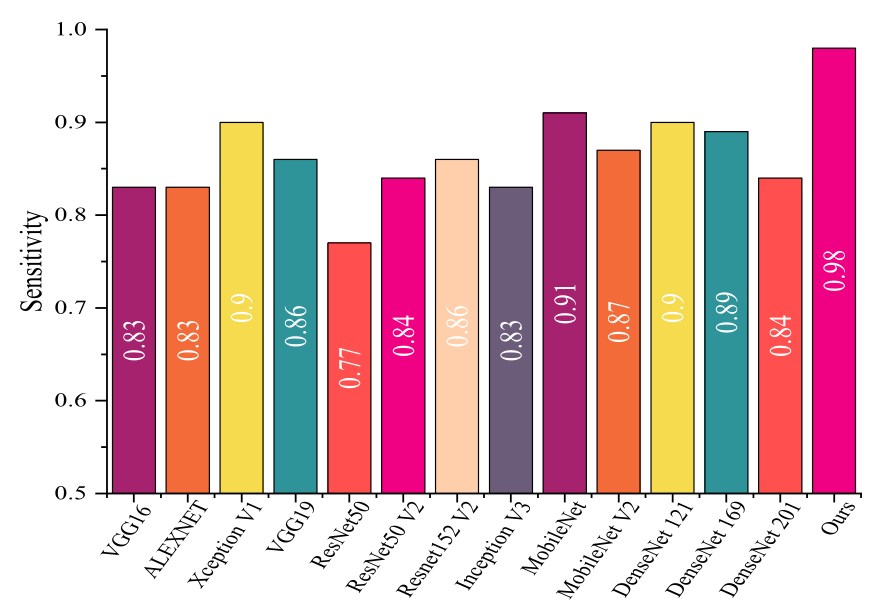 1.0
0.9
0.8
0.7
0.6
0.5
Sensitivity
0.83
0.83
0.9
0.86
0.77
0.84
0.86
0.83
0.91
0.87
0.9
0.89
0.84
0.98
VGG16
ALEXNET
Xception V1
VGG19
ResNet50
ResNet50 V2
Resnet152 V2
Inception V3
MobileNet
MobileNet V2
DenseNet 121
DenseNet 169
DenseNet 201
Ours